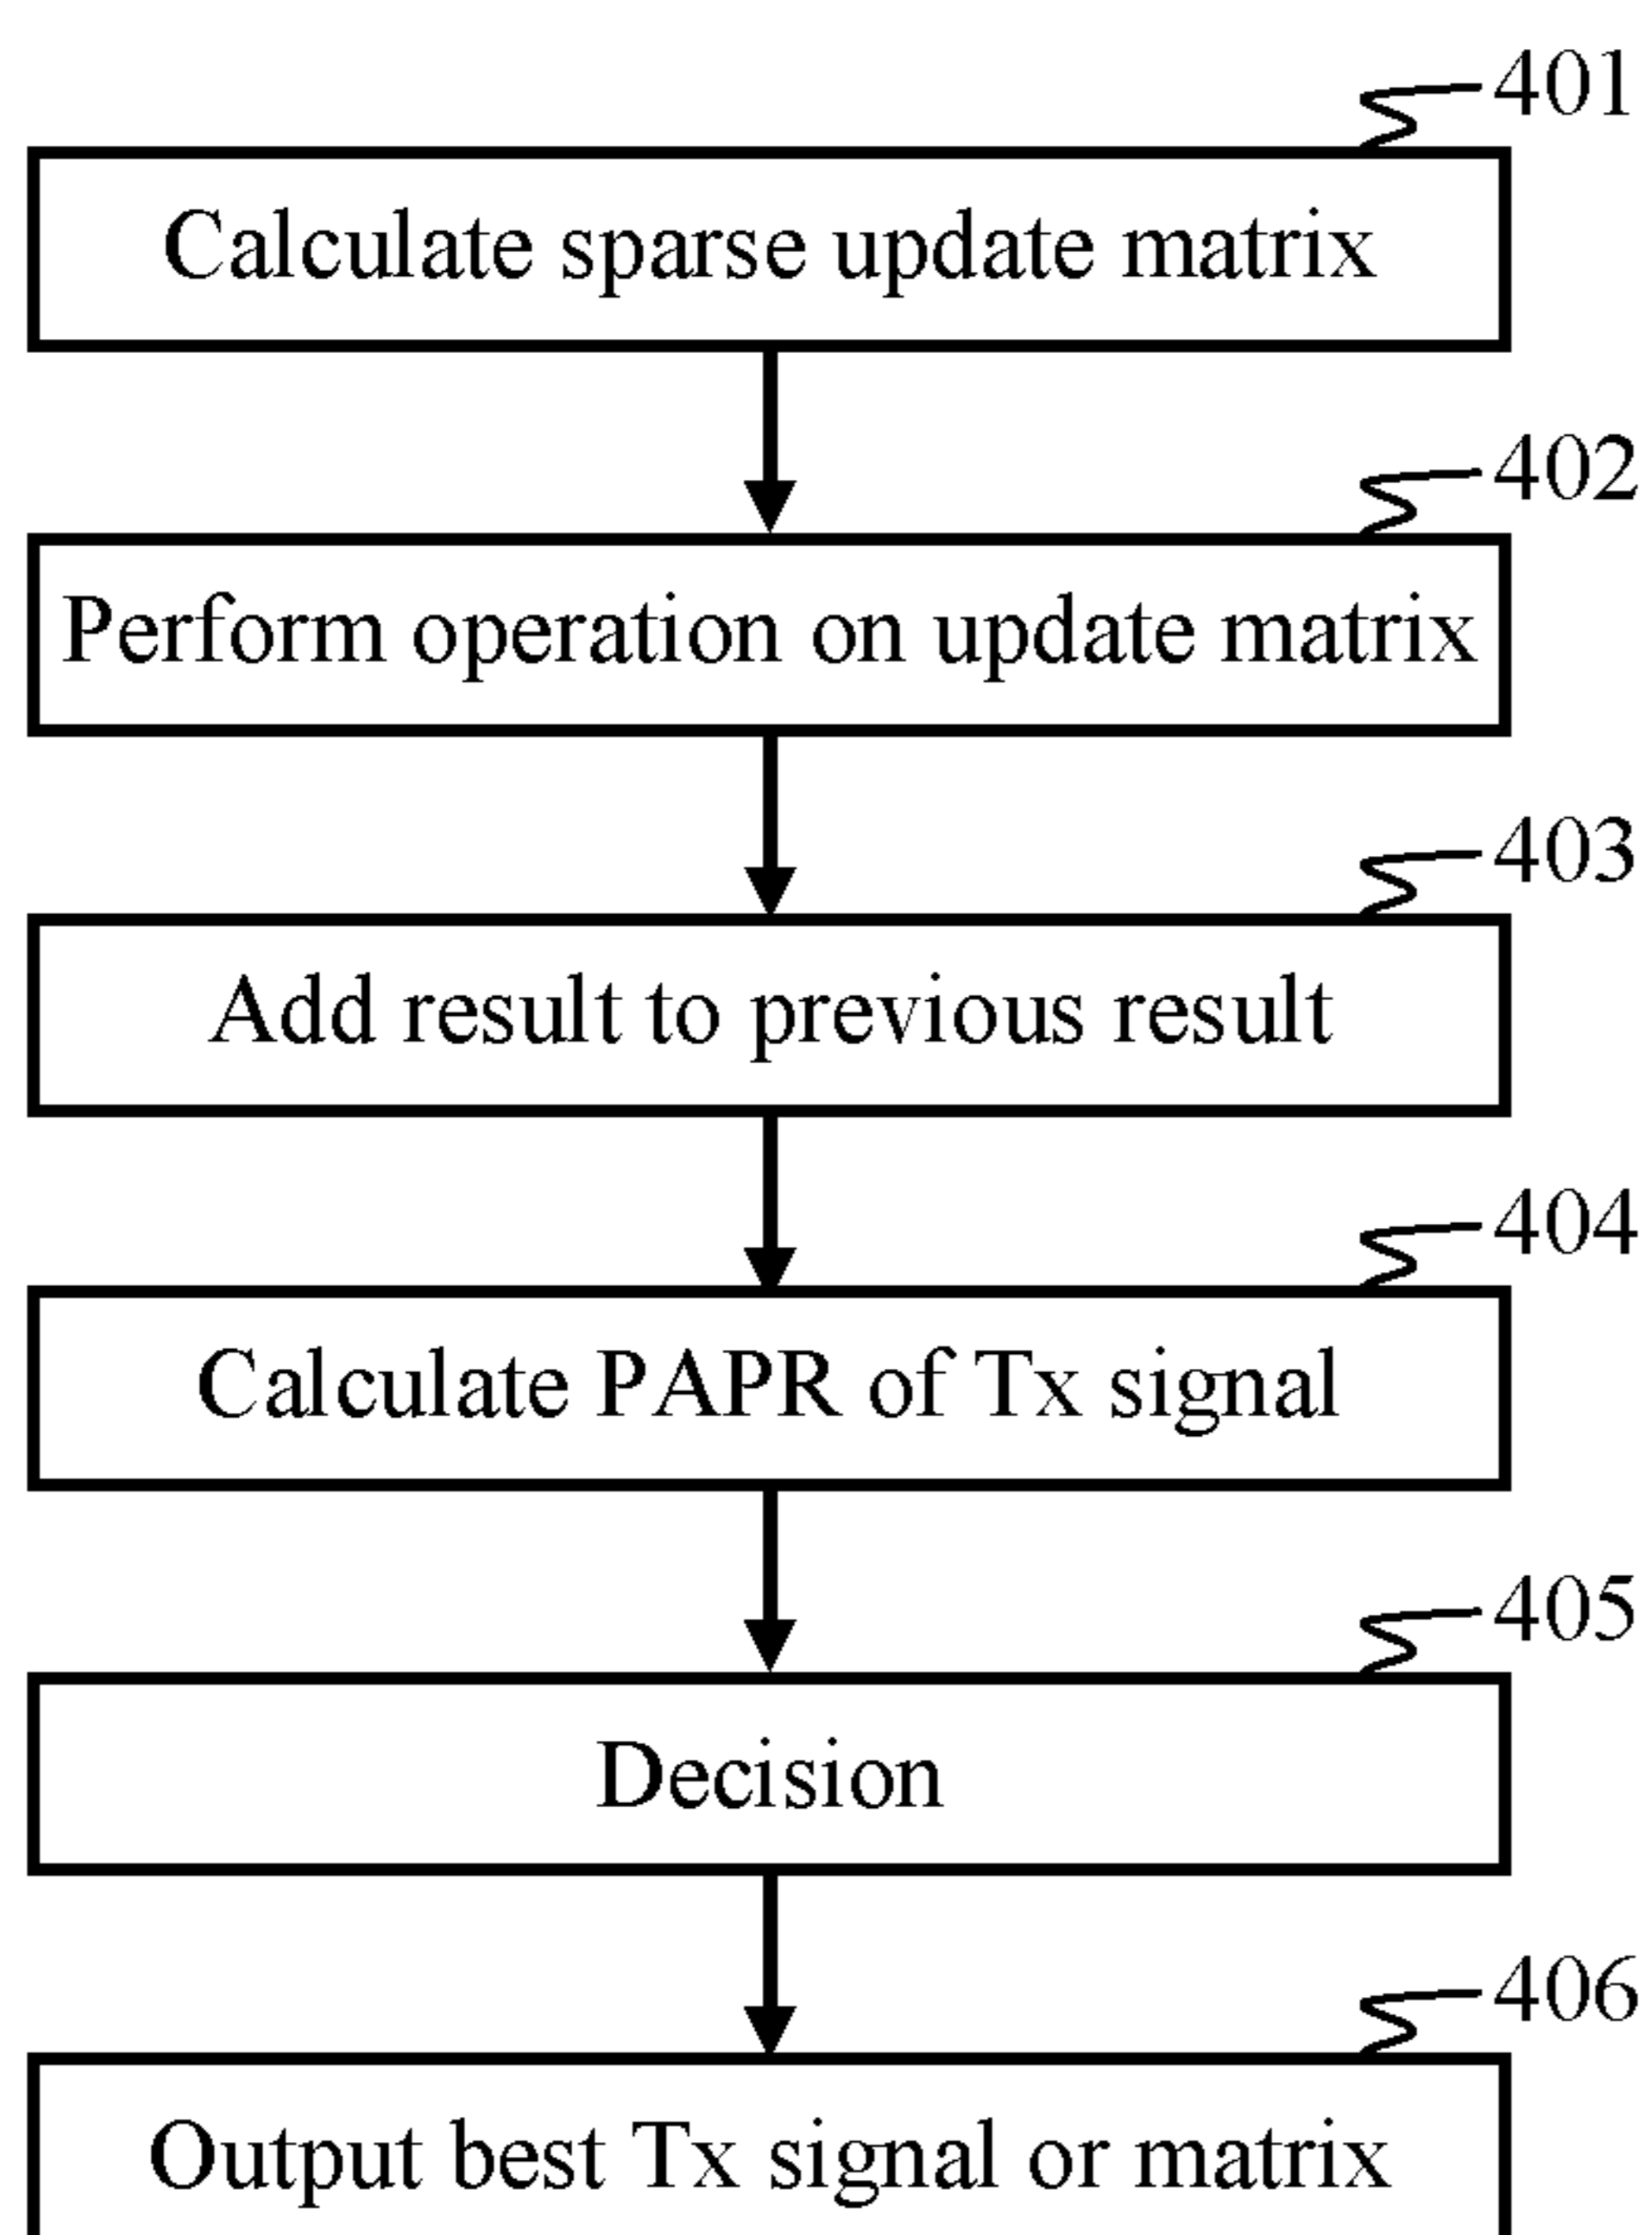 401
Calculate sparse update matrix
402
Perform operation on update matrix
403
Add result to previous result
404
Calculate PAPR of Tx signal
405
Decision
406
Output best Tx signal or matrix